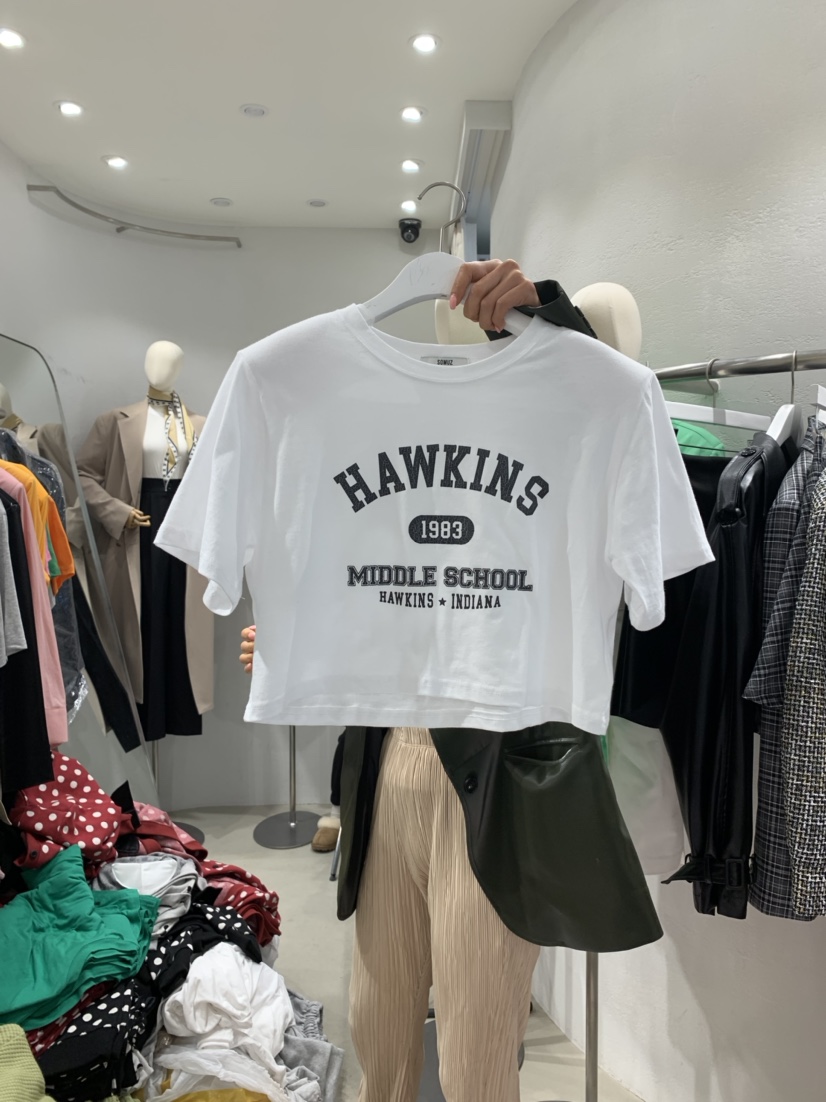 HAWKINS
1983
MIDDLE SCHOOL
HAWKINS ★ INDIANA